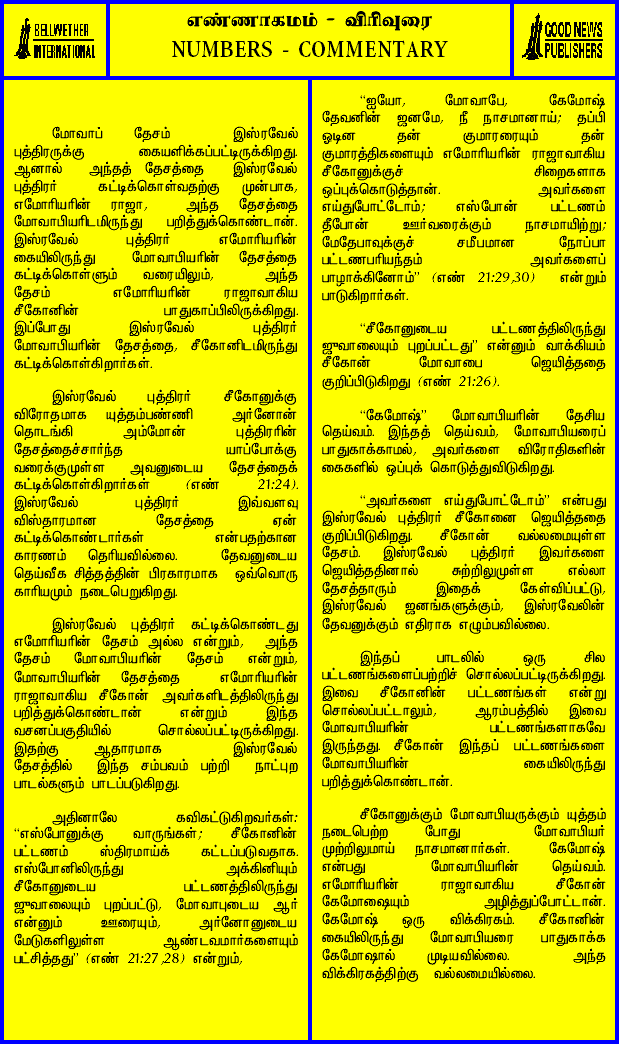 BELLWETHER
INTERNATIONAL
எண்ணாகமம் - விரிவுரை
NUMBERS - COMMENTARY
GOOD NEWS
PUBLISHERS
மோவாப் தேசம் இஸ்ரவேல்
புத்திரருக்கு கையளிக்கப்பட்டிருக்கிறது.
ஆனால் அந்தத் தேசத்தை இஸ்ரவேல்
புத்திரர் கட்டிக்கொள்வதற்கு முன்பாக,
எமோரியரின் ராஜா, அந்த தேசத்தை
மோவாபியரிடமிருந்து பறித்துக்கொண்டான்.
இஸ்ரவேல் புத்திரர் எமோரியரின்
கையிலிருந்து மோவாபியரின் தேசத்தை
கட்டிக்கொள்ளும் வரையிலும், அந்த
தேசம் எமோரியரின் ராஜாவாகிய
சீகோனின் பாதுகாப்பிலிருக்கிறது.
இப்போது இஸ்ரவேல் புத்திரர்
மோவாபியரின் தேசத்தை, சீகோனிடமிருந்து
கட்டிக்கொள்கிறார்கள்.
இஸ்ரவேல் புத்திரர் சீகோனுக்கு
விரோதமாக யுத்தம்பண்ணி அர்னோன்
தொடங்கி அம்மோன் புத்திரரின்
தேசத்தைச்சார்ந்த யாப்போக்கு
வரைக்குமுள்ள அவனுடைய தேசத்தைக்
கட்டிக்கொள்கிறார்கள் (எண் 21:24).
இஸ்ரவேல் புத்திரர் இவ்வளவு
விஸ்தாரமான தேசத்தை ஏன்
கட்டிக்கொண்டார்கள் என்பதற்கான
காரணம் தெரியவில்லை. தேவனுடைய
தெய்வீக சித்தத்தின் பிரகாரமாக ஒவ்வொரு
காரியமும் நடைபெறுகிறது.
இஸ்ரவேல் புத்திரர் கட்டிக்கொண்டது
எமோரியரின் தேசம் அல்ல என்றும், அந்த
தேசம் மோவாபியரின் தேசம் என்றும்,
மோவாபியரின் தேசத்தை எமோரியரின்
ராஜாவாகிய சீகோன் அவர்களிடத்திலிருந்து
பறித்துக்கொண்டான் என்றும் இந்த
வசனப்பகுதியில் சொல்லப்பட்டிருக்கிறது.
இதற்கு ஆதாரமாக இஸ்ரவேல்
தேசத்தில் இந்த சம்பவம் பற்றி நாட்புற
பாடல்களும் பாடப்படுகிறது.
அதினாலே கவிகட்டுகிறவர்கள்:
“எஸ்போனுக்கு வாருங்கள்; சீகோனின்
பட்டணம் ஸ்திரமாய்க் கட்டப்படுவதாக.
எஸ்போனிலிருந்து அக்கினியும்
சீகோனுடைய பட்டணத்திலிருந்து
ஜுவாலையும் புறப்பட்டு, மோவாபுடைய ஆர்
என்னும் ஊரையும், அர்னோனுடைய
மேடுகளிலுள்ள ஆண்டவமார்களையும்
பட்சித்தது” (எண் 21:27,28) என்றும்,
“ஐயோ, மோவாபே, கேமோஷ்
தேவனின் ஜனமே, நீ நாசமானாய்; தப்பி
ஓடின தன் குமாரரையும் தன்
குமாரத்திகளையும் எமோரியரின் ராஜாவாகிய
சீகோனுக்குச் சிறைகளாக
ஒப்புக்கொடுத்தான். அவர்களை
எய்துபோட்டோம்; எஸ்போன் பட்டணம்
தீபோன் ஊர்வரைக்கும் நாசமாயிற்று;
மேதேபாவுக்குச் சமீபமான நோப்பா
பட்டணபரியந்தம் அவர்களைப்
பாழாக்கினோம்” (எண் 21:29,30) என்றும்
பாடுகிறார்கள்.
“சீகோனுடைய பட்டணத்திலிருந்து
ஜுவாலையும் புறப்பட்டது” என்னும் வாக்கியம்
சீகோன் மோவாபை ஜெயித்ததை
குறிப்பிடுகிறது (எண் 21:26).
“கேமோஷ்” மோவாபியரின் தேசிய
தெய்வம். இந்தத் தெய்வம், மோவாபியரைப்
பாதுகாக்காமல், அவர்களை விரோதிகளின்
கைகளில் ஒப்புக் கொடுத்துவிடுகிறது.
“அவர்களை எய்துபோட்டோம்” என்பது
இஸ்ரவேல் புத்திரர் சீகோனை ஜெயித்ததை
குறிப்பிடுகிறது. சீகோன் வல்லமையுள்ள
தேசம். இஸ்ரவேல் புத்திரர் இவர்களை
ஜெயித்ததினால் சுற்றிலுமுள்ள எல்லா
தேசத்தாரும் இதைக் கேள்விப்பட்டு,
இஸ்ரவேல் ஜனங்களுக்கும், இஸ்ரவேலின்
தேவனுக்கும் எதிராக எழும்பவில்லை.
இந்தப் பாடலில் ஒரு சில
பட்டணங்களைப்பற்றிச் சொல்லப்பட்டிருக்கிறது.
இவை சீகோனின் பட்டணங்கள் என்று
சொல்லப்பட்டாலும், ஆரம்பத்தில் இவை
மோவாபியரின் பட்டணங்களாகவே
இருந்தது. சீகோன் இந்தப் பட்டணங்களை
மோவாபியரின் கையிலிருந்து
பறித்துக்கொண்டான்.
சீகோனுக்கும் மோவாபியருக்கும் யுத்தம்
நடைபெற்ற போது மோவாபியர்
முற்றிலுமாய் நாசமானார்கள். கேமோஷ்
என்பது மோவாபியரின் தெய்வம்.
எமோரியரின் ராஜாவாகிய சீகோன்
கேமோஷையும் அழித்துப்போட்டான்.
கேமோஷ் ஒரு விக்கிரகம். சீகோனின்
கையிலிருந்து மோவாபியரை பாதுகாக்க
கேமோஷால் முடியவில்லை. அந்த
விக்கிரகத்திற்கு வல்லமையில்லை.